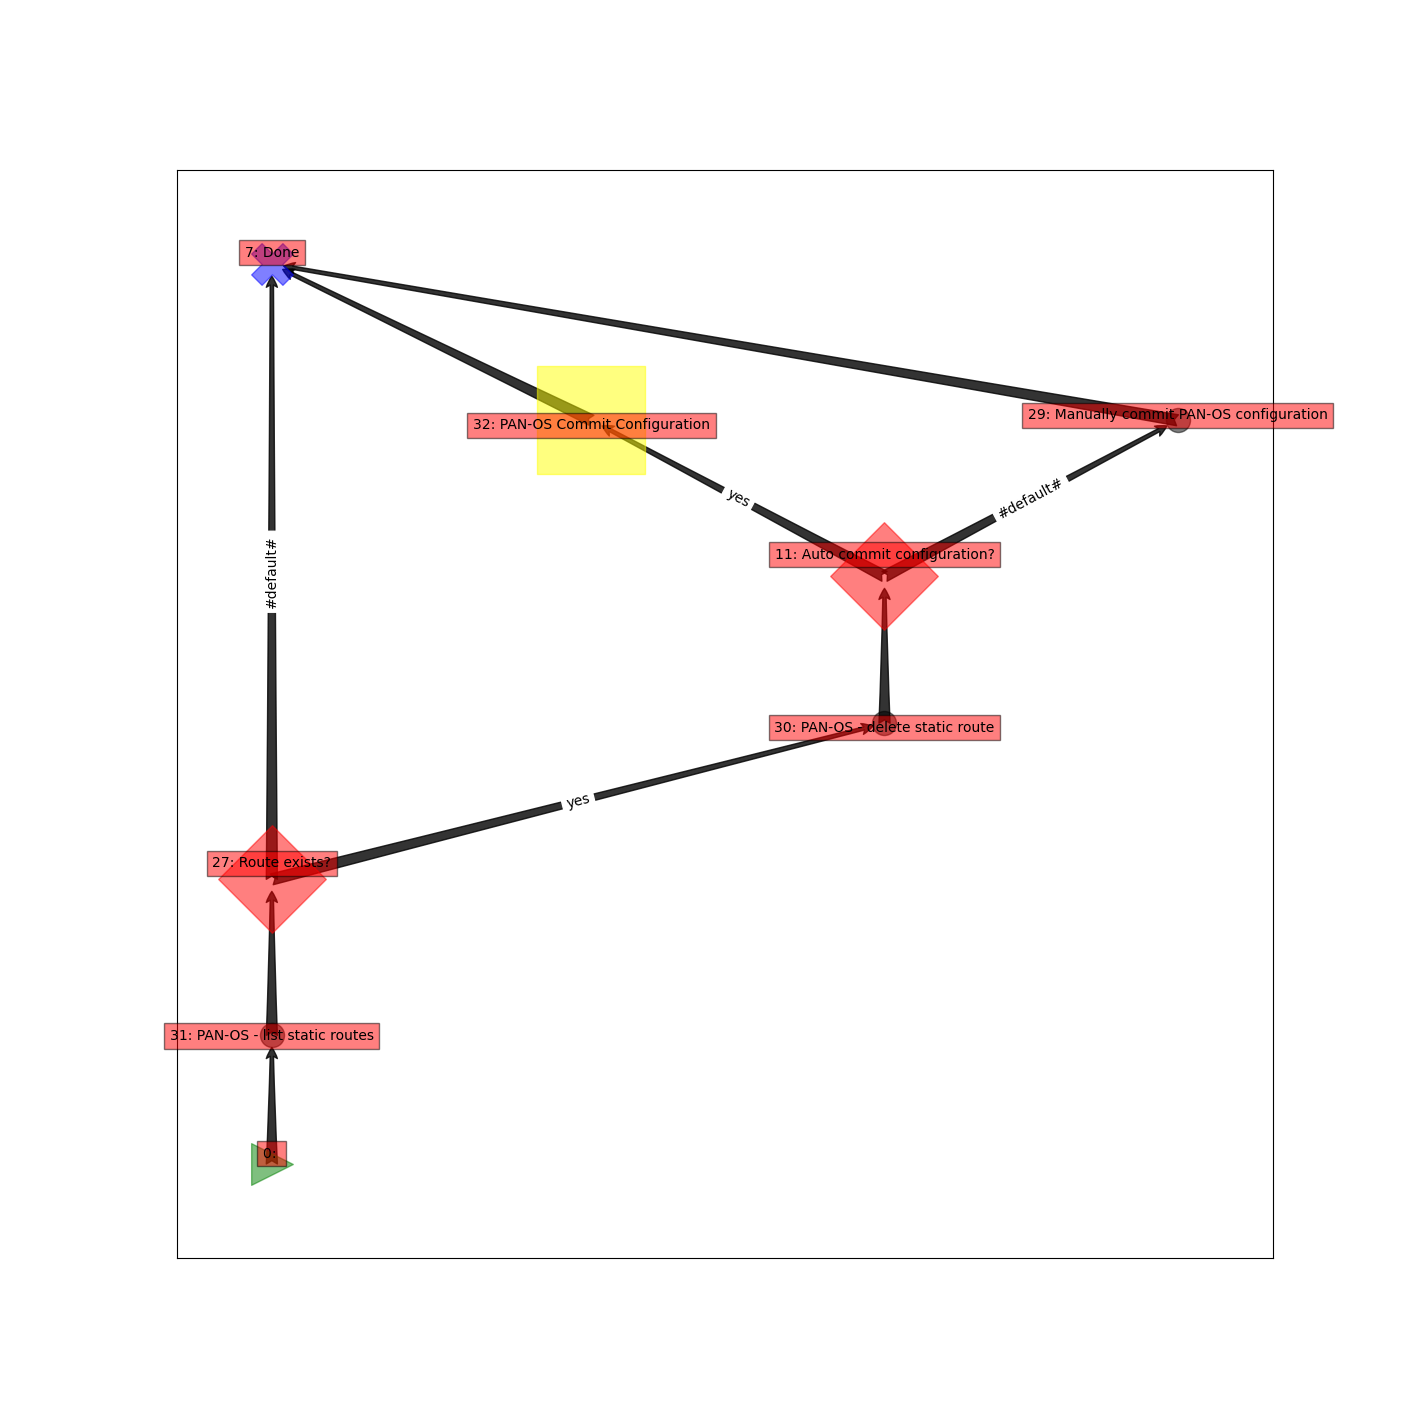 7: Done
29: Manually commit PAN-OS configuration
32: PAN-OS Commit Configuration
yes
#default#
11: Auto commit configuration?
#default#
30: PAN-OS - delete static route
yes
27: Route exists?
31: PAN-OS - list static routes
0: